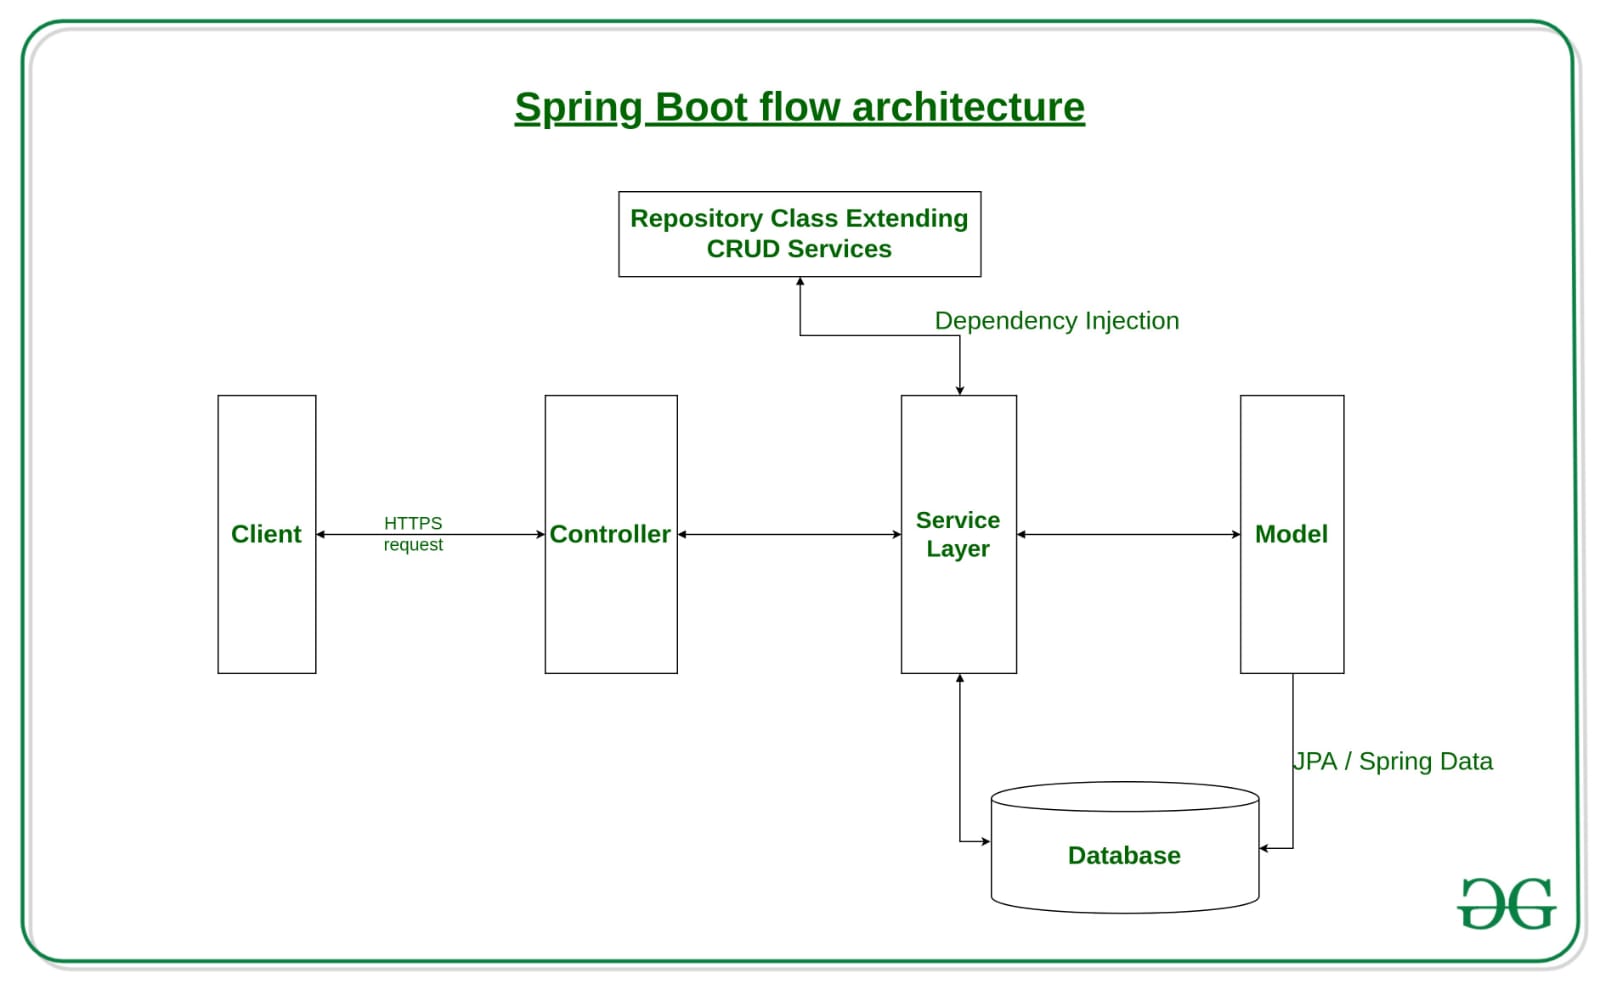 Spring Boot flow architecture
Repository Class Extending
CRUD Services
Dependency Injection
Client
HTTPS
request
Controller
Service
Layer
Model
JPA / Spring Data
Database